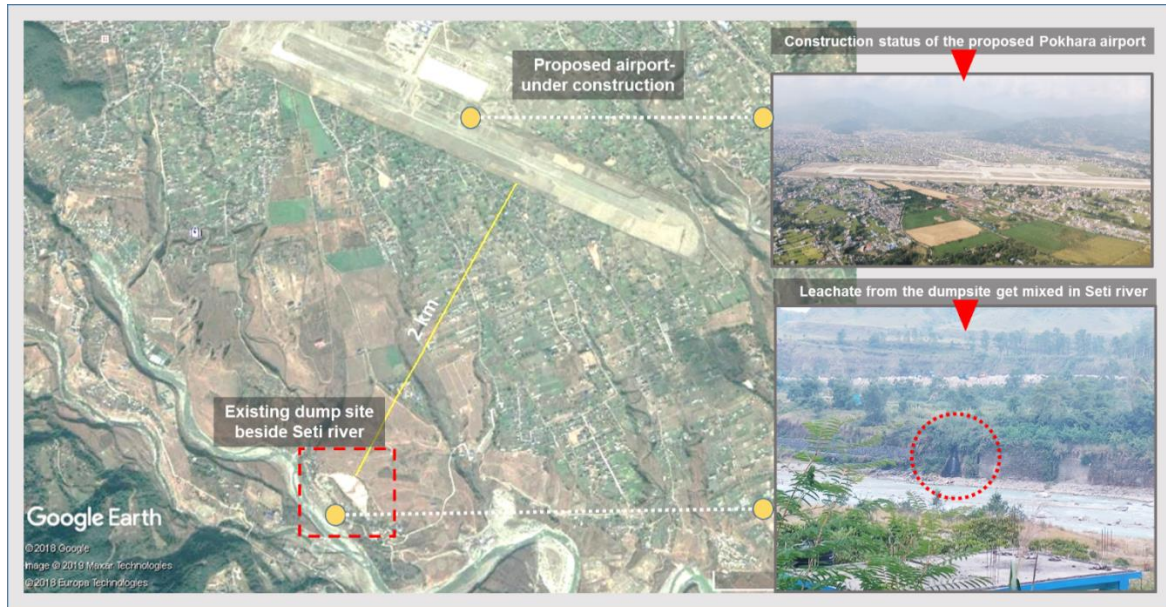 Proposed airport-
under construction
2 km
Existing dump site
beside Seti river
Google Earth
©2018 Google
Image © 2019 Maxar Technologies
©2018 Europa Technologies
Construction status of the proposed Pokhara airport
Leachate from the dumpsite get mixed in Seti river